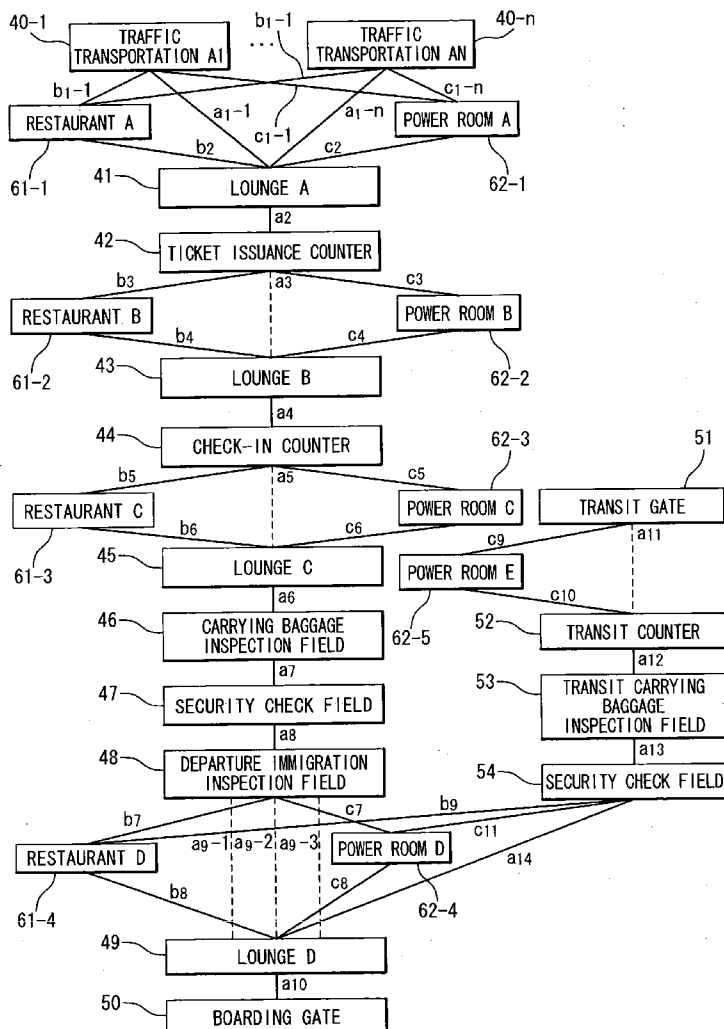 40-1
TRAFFIC
TRANSPORTATION A1
...
b1-1
TRAFFIC
TRANSPORTATION AN
40-n
b1-1
a1-1
c1-1
a1-n
c1-n
RESTAURANT A
POWER ROOM A
61-1
b2
c2
62-1
41
LOUNGE A
a2
42
TICKET ISSUANCE COUNTER
b3
a3
c3
RESTAURANT B
POWER ROOM B
61-2
b4
c4
62-2
43
LOUNGE B
a4
44
CHECK-IN COUNTER
62-3
51
b5
a5
c5
RESTAURANT C
POWER ROOM C
TRANSIT GATE
61-3
b6
c6
c9
a11
45
LOUNGE C
POWER ROOM E
a6
62-5
c10
46
CARRYING BAGGAGE
INSPECTION FIELD
52
TRANSIT COUNTER
a7
a12
47
SECURITY CHECK FIELD
53
TRANSIT CARRYING
BAGGAGE
INSPECTION FIELD
a8
a13
48
DEPARTURE IMMIGRATION
INSPECTION FIELD
54
SECURITY CHECK FIELD
b7
c7
b9
a9-1
a9-2
a9-3
c11
RESTAURANT D
POWER ROOM D
a14
61-4
b8
c8
62-4
49
LOUNGE D
a10
50
BOARDING GATE